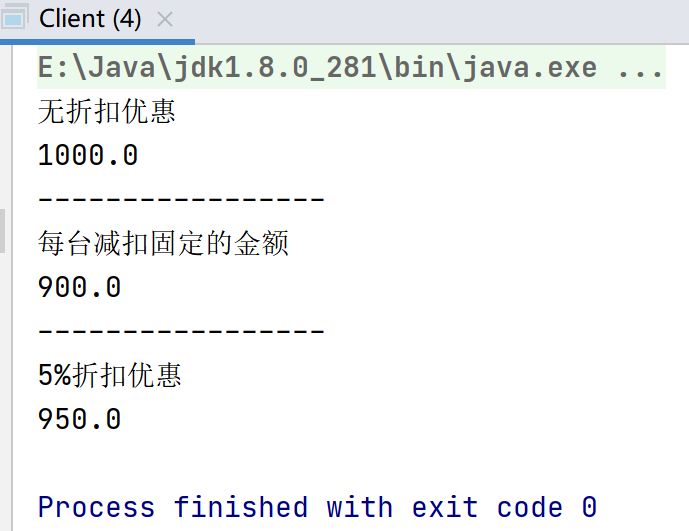 Client (4)
E:\Java\jdk1.8.0_281\bin\java.exe ...
无折扣优惠
1000.0
-----------------
每台减扣固定的金额
900.0
-----------------
5%折扣优惠
950.0
Process finished with exit code 0